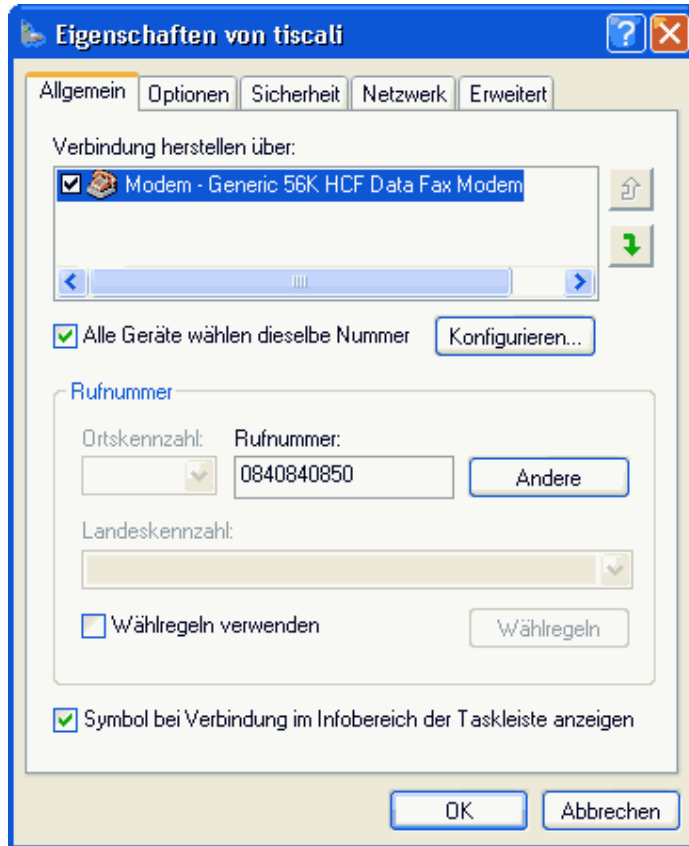 Eigenschaften von tiscali
Allgemein Optionen Sicherheit Netzwerk Erweitert
Verbindung herstellen über:
Modem - Generic 56K HCF Data Fax Modem
Alle Geräte wählen dieselbe Nummer Konfigurieren...
Rufnummer
Ortskennzahl: Rufnummer:
0840840850 Andere
Landeskennzahl:
Wählregeln verwenden Wählregeln
Symbol bei Verbindung im Infobereich der Taskleiste anzeigen
OK Abbrechen